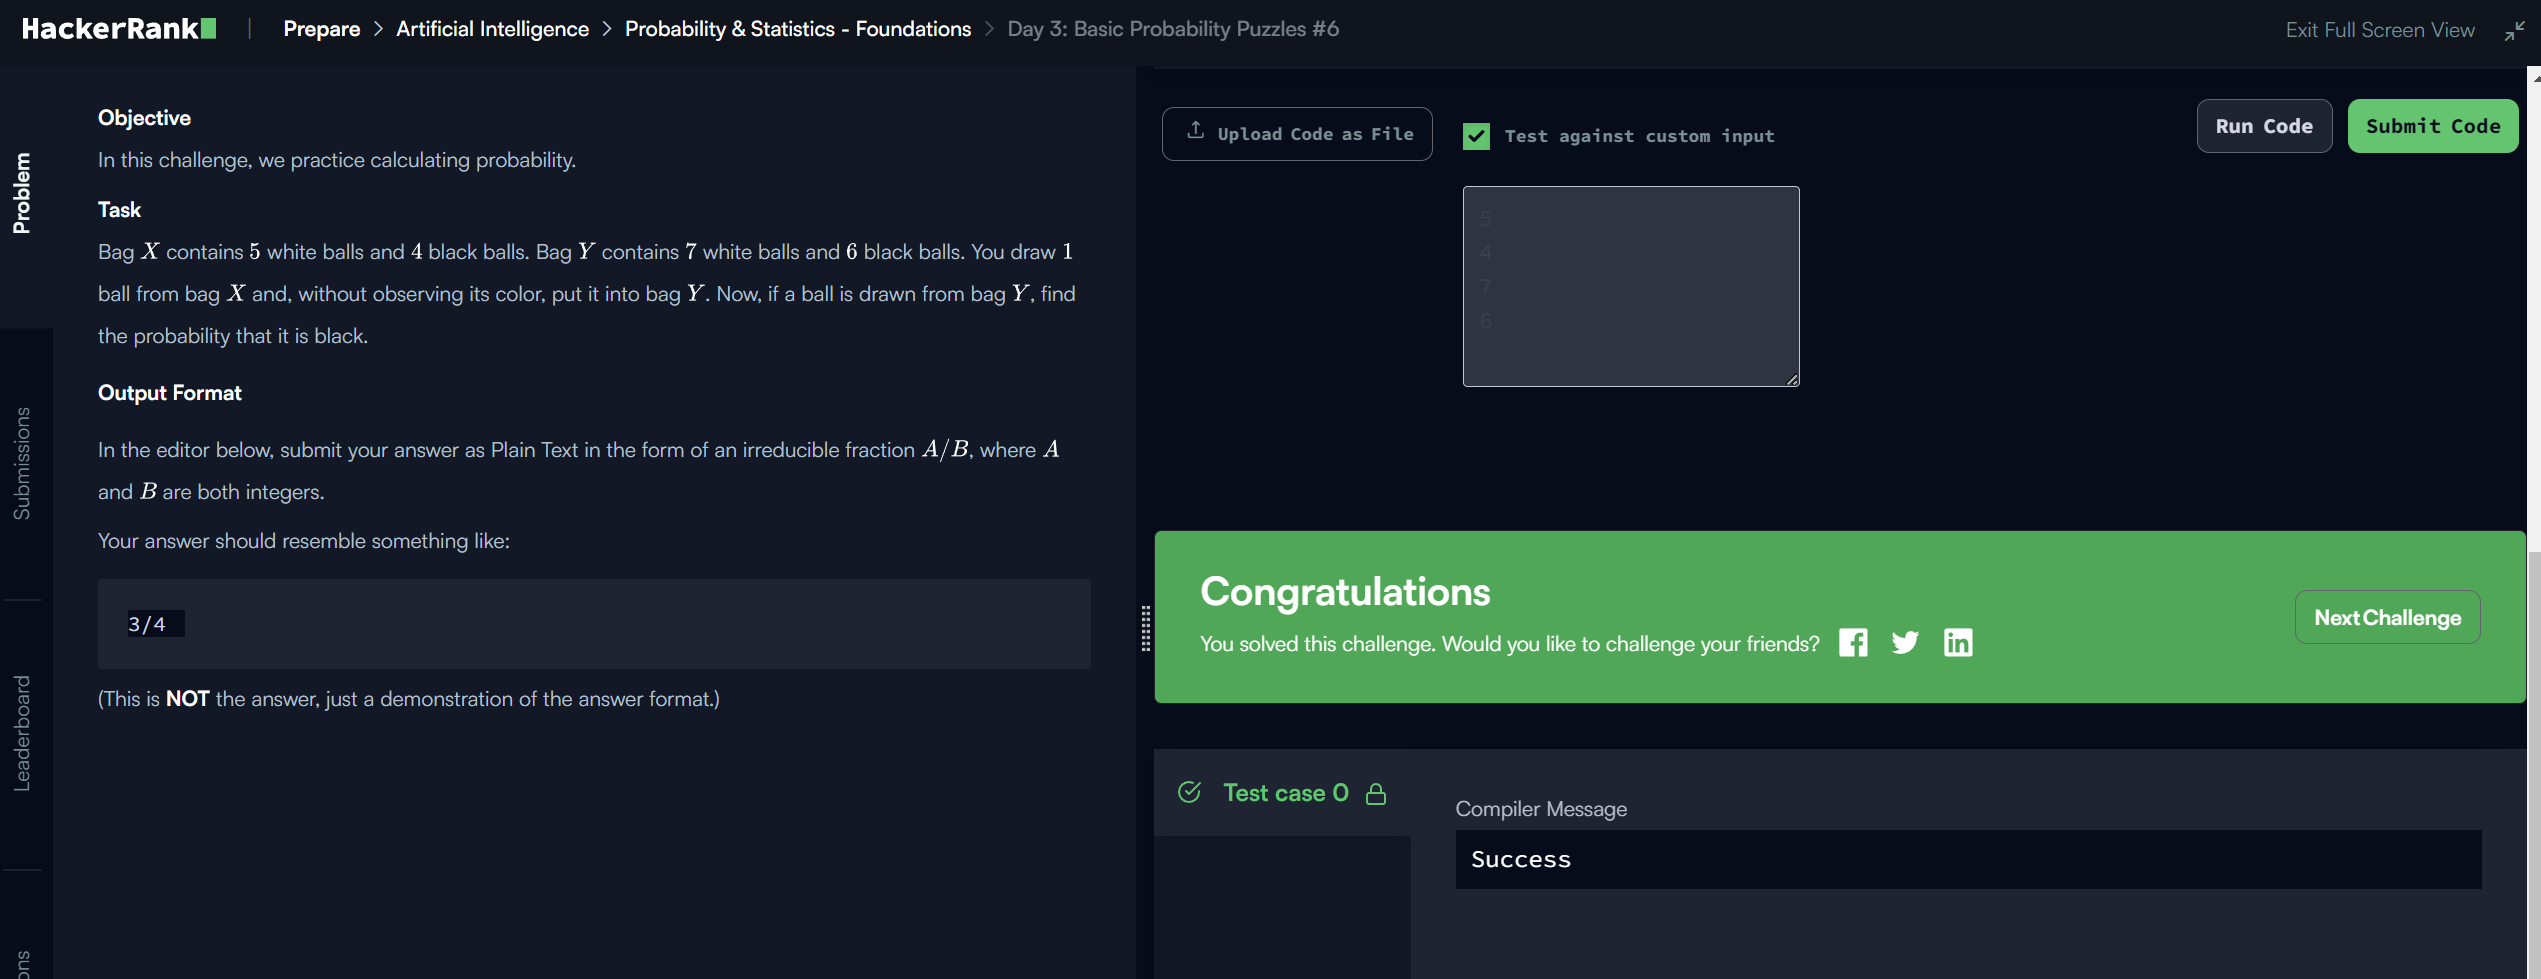 HackerRank | Prepare > Artificial Intelligence > Probability & Statistics - Foundations > Day 3: Basic Probability Puzzles #6
Exit Full Screen View
Problem
Submissions
Leaderboard
Objective
In this challenge, we practice calculating probability.
Task
Bag X contains 5 white balls and 4 black balls. Bag Y contains 7 white balls and 6 black balls. You draw 1
ball from bag X and, without observing its color, put it into bag Y. Now, if a ball is drawn from bag Y, find
the probability that it is black.
Output Format
In the editor below, submit your answer as Plain Text in the form of an irreducible fraction A/B, where A
and B are both integers.
Your answer should resemble something like:
3/4
(This is NOT the answer, just a demonstration of the answer format.)
Upload Code as File
Test against custom input
Run Code
Submit Code
5
4
7
6
Congratulations
You solved this challenge. Would you like to challenge your friends?
Next Challenge
Test case 0
Compiler Message
Success